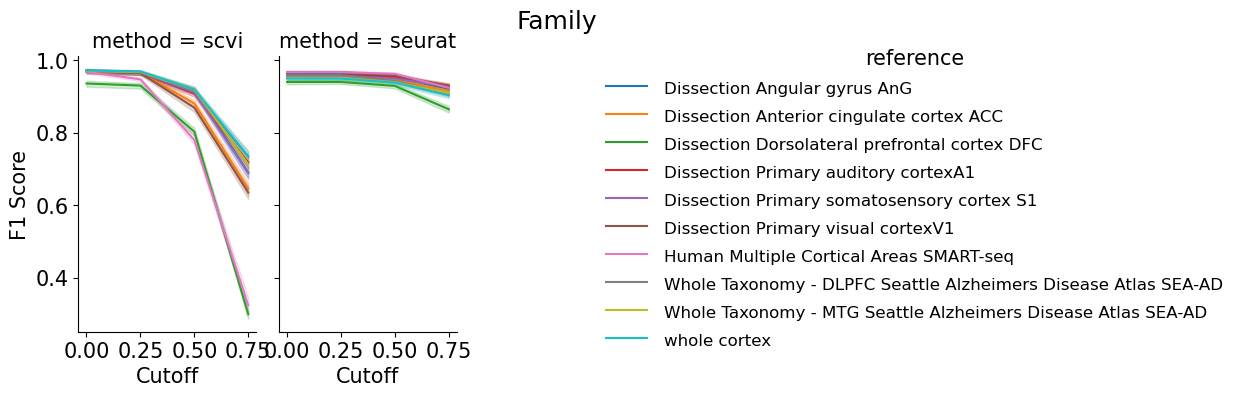 Family
method = scvi
method = seurat
reference
1.0
0.8
0.6
0.4
F1 Score
0.00 0.25 0.50 0.75
0.00 0.25 0.50 0.75
Cutoff
Cutoff
Dissection Angular gyrus AnG
Dissection Anterior cingulate cortex ACC
Dissection Dorsolateral prefrontal cortex DFC
Dissection Primary auditory cortexA1
Dissection Primary somatosensory cortex S1
Dissection Primary visual cortexV1
Human Multiple Cortical Areas SMART-seq
Whole Taxonomy - DLPFC Seattle Alzheimers Disease Atlas SEA-AD
Whole Taxonomy - MTG Seattle Alzheimers Disease Atlas SEA-AD
whole cortex